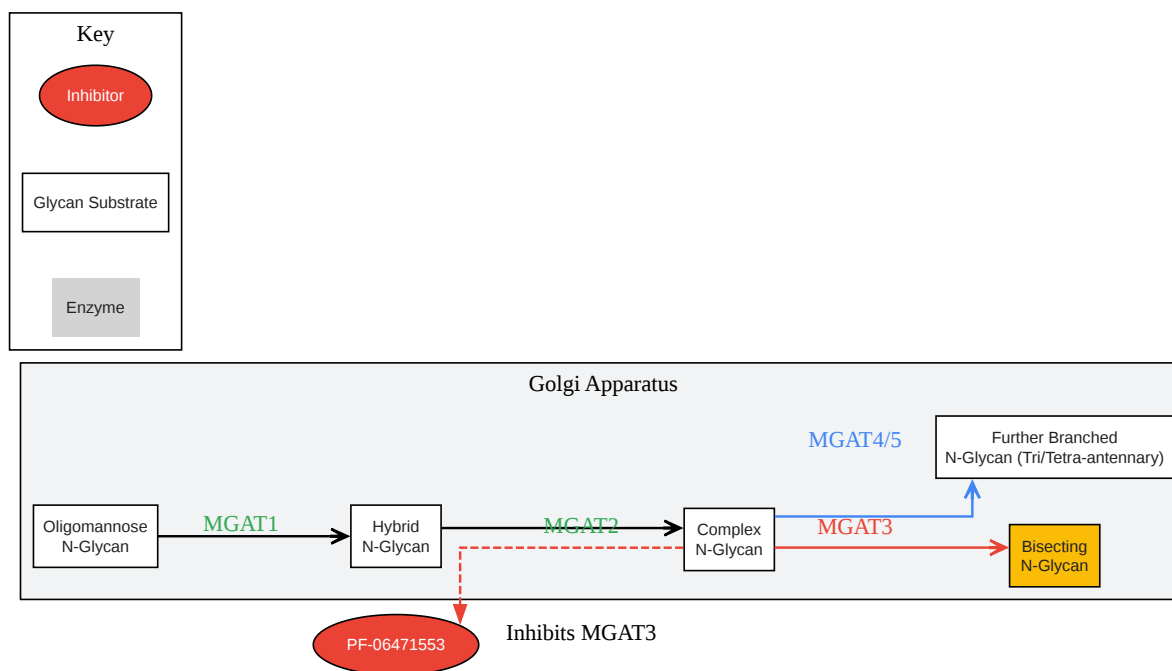 Key
Inhibitor
Glycan Substrate
Enzyme
Golgi Apparatus
MGAT4/5
Further Branched
N-Glycan (Tri/Tetra-antennary)
Oligomannose
N-Glycan
MGAT1
Hybrid
N-Glycan
MGAT2
Complex
N-Glycan
MGAT3
Bisecting
N-Glycan
PF-06471553
Inhibits MGAT3